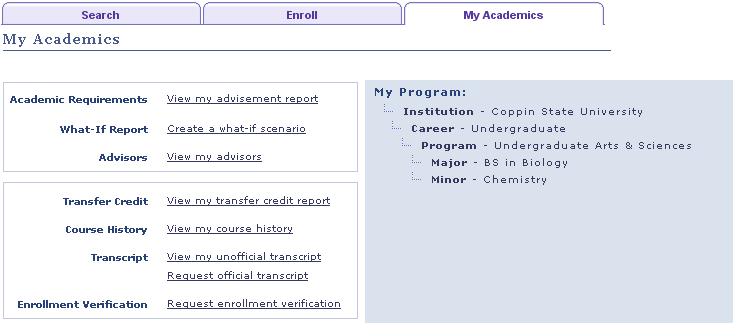 Search
Enroll
My Academics
My Academics
Academic Requirements View my advisement report
What-If Report Create a what-if scenario
Advisors View my advisors
Transfer Credit View my transfer credit report
Course History View my course history
Transcript View my unofficial transcript
Request official transcript
Enrollment Verification Request enrollment verification
My Program:
Institution - Coppin State University
Career - Undergraduate
Program - Undergraduate Arts & Sciences
Major - BS in Biology
Minor - Chemistry